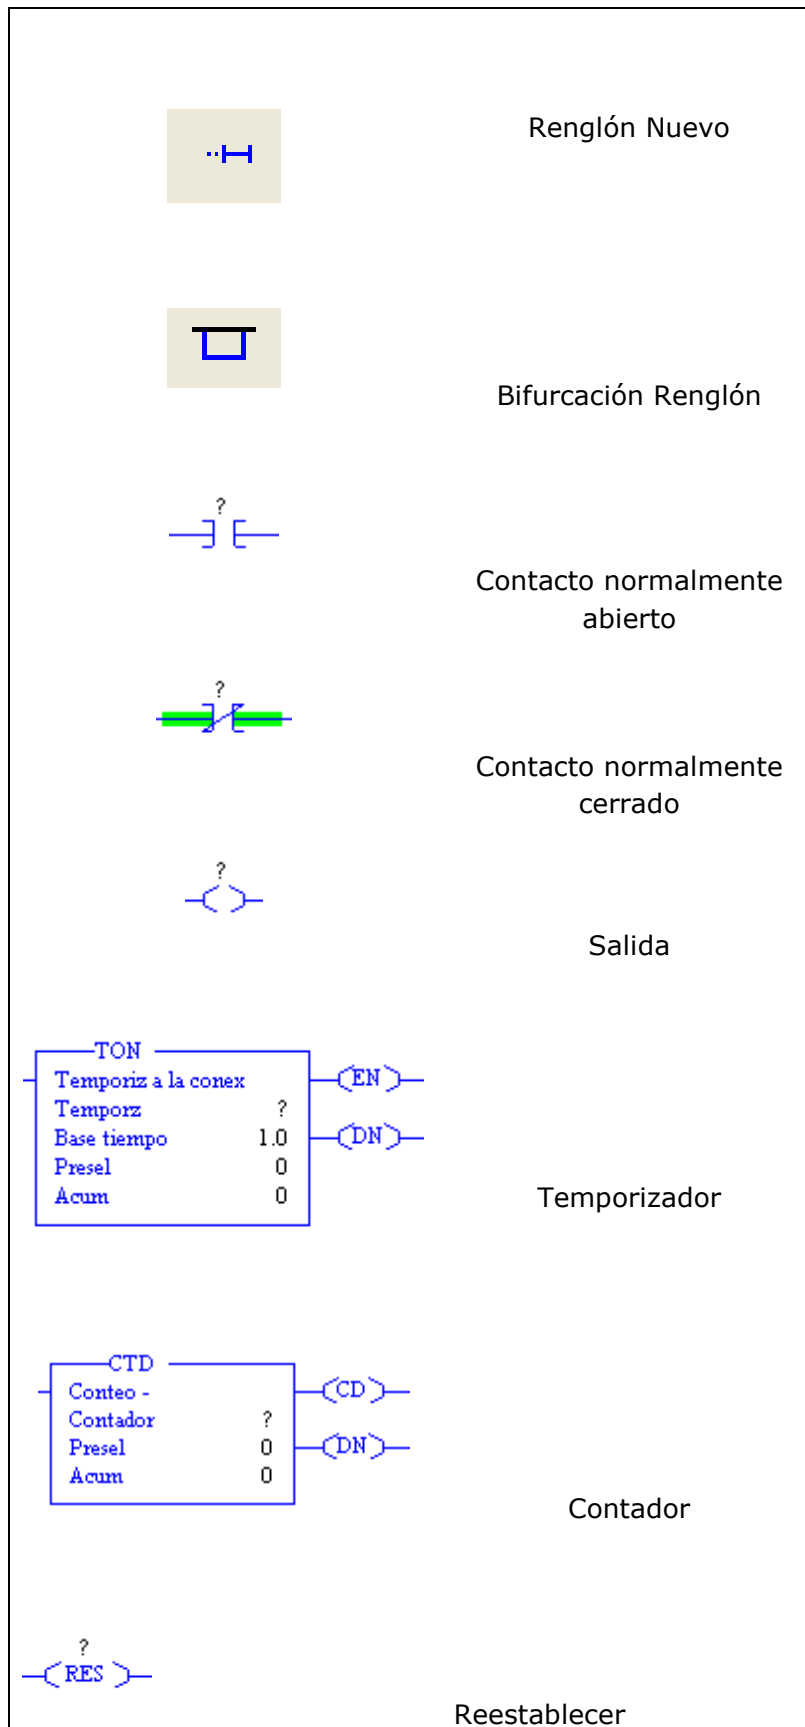 Renglón Nuevo
Bifurcación Renglón
?
Contacto normalmente
abierto
?
Contacto normalmente
cerrado
?
Salida
TON
Temporiz a la conex
EN
Temporz ?
Base tiempo 1.0
DN
Presel 0
Acum 0
Temporizador
CTD
Conteo -
CD
Contador ?
Presel 0
DN
Acum 0
Contador
?
RES
Reestablecer